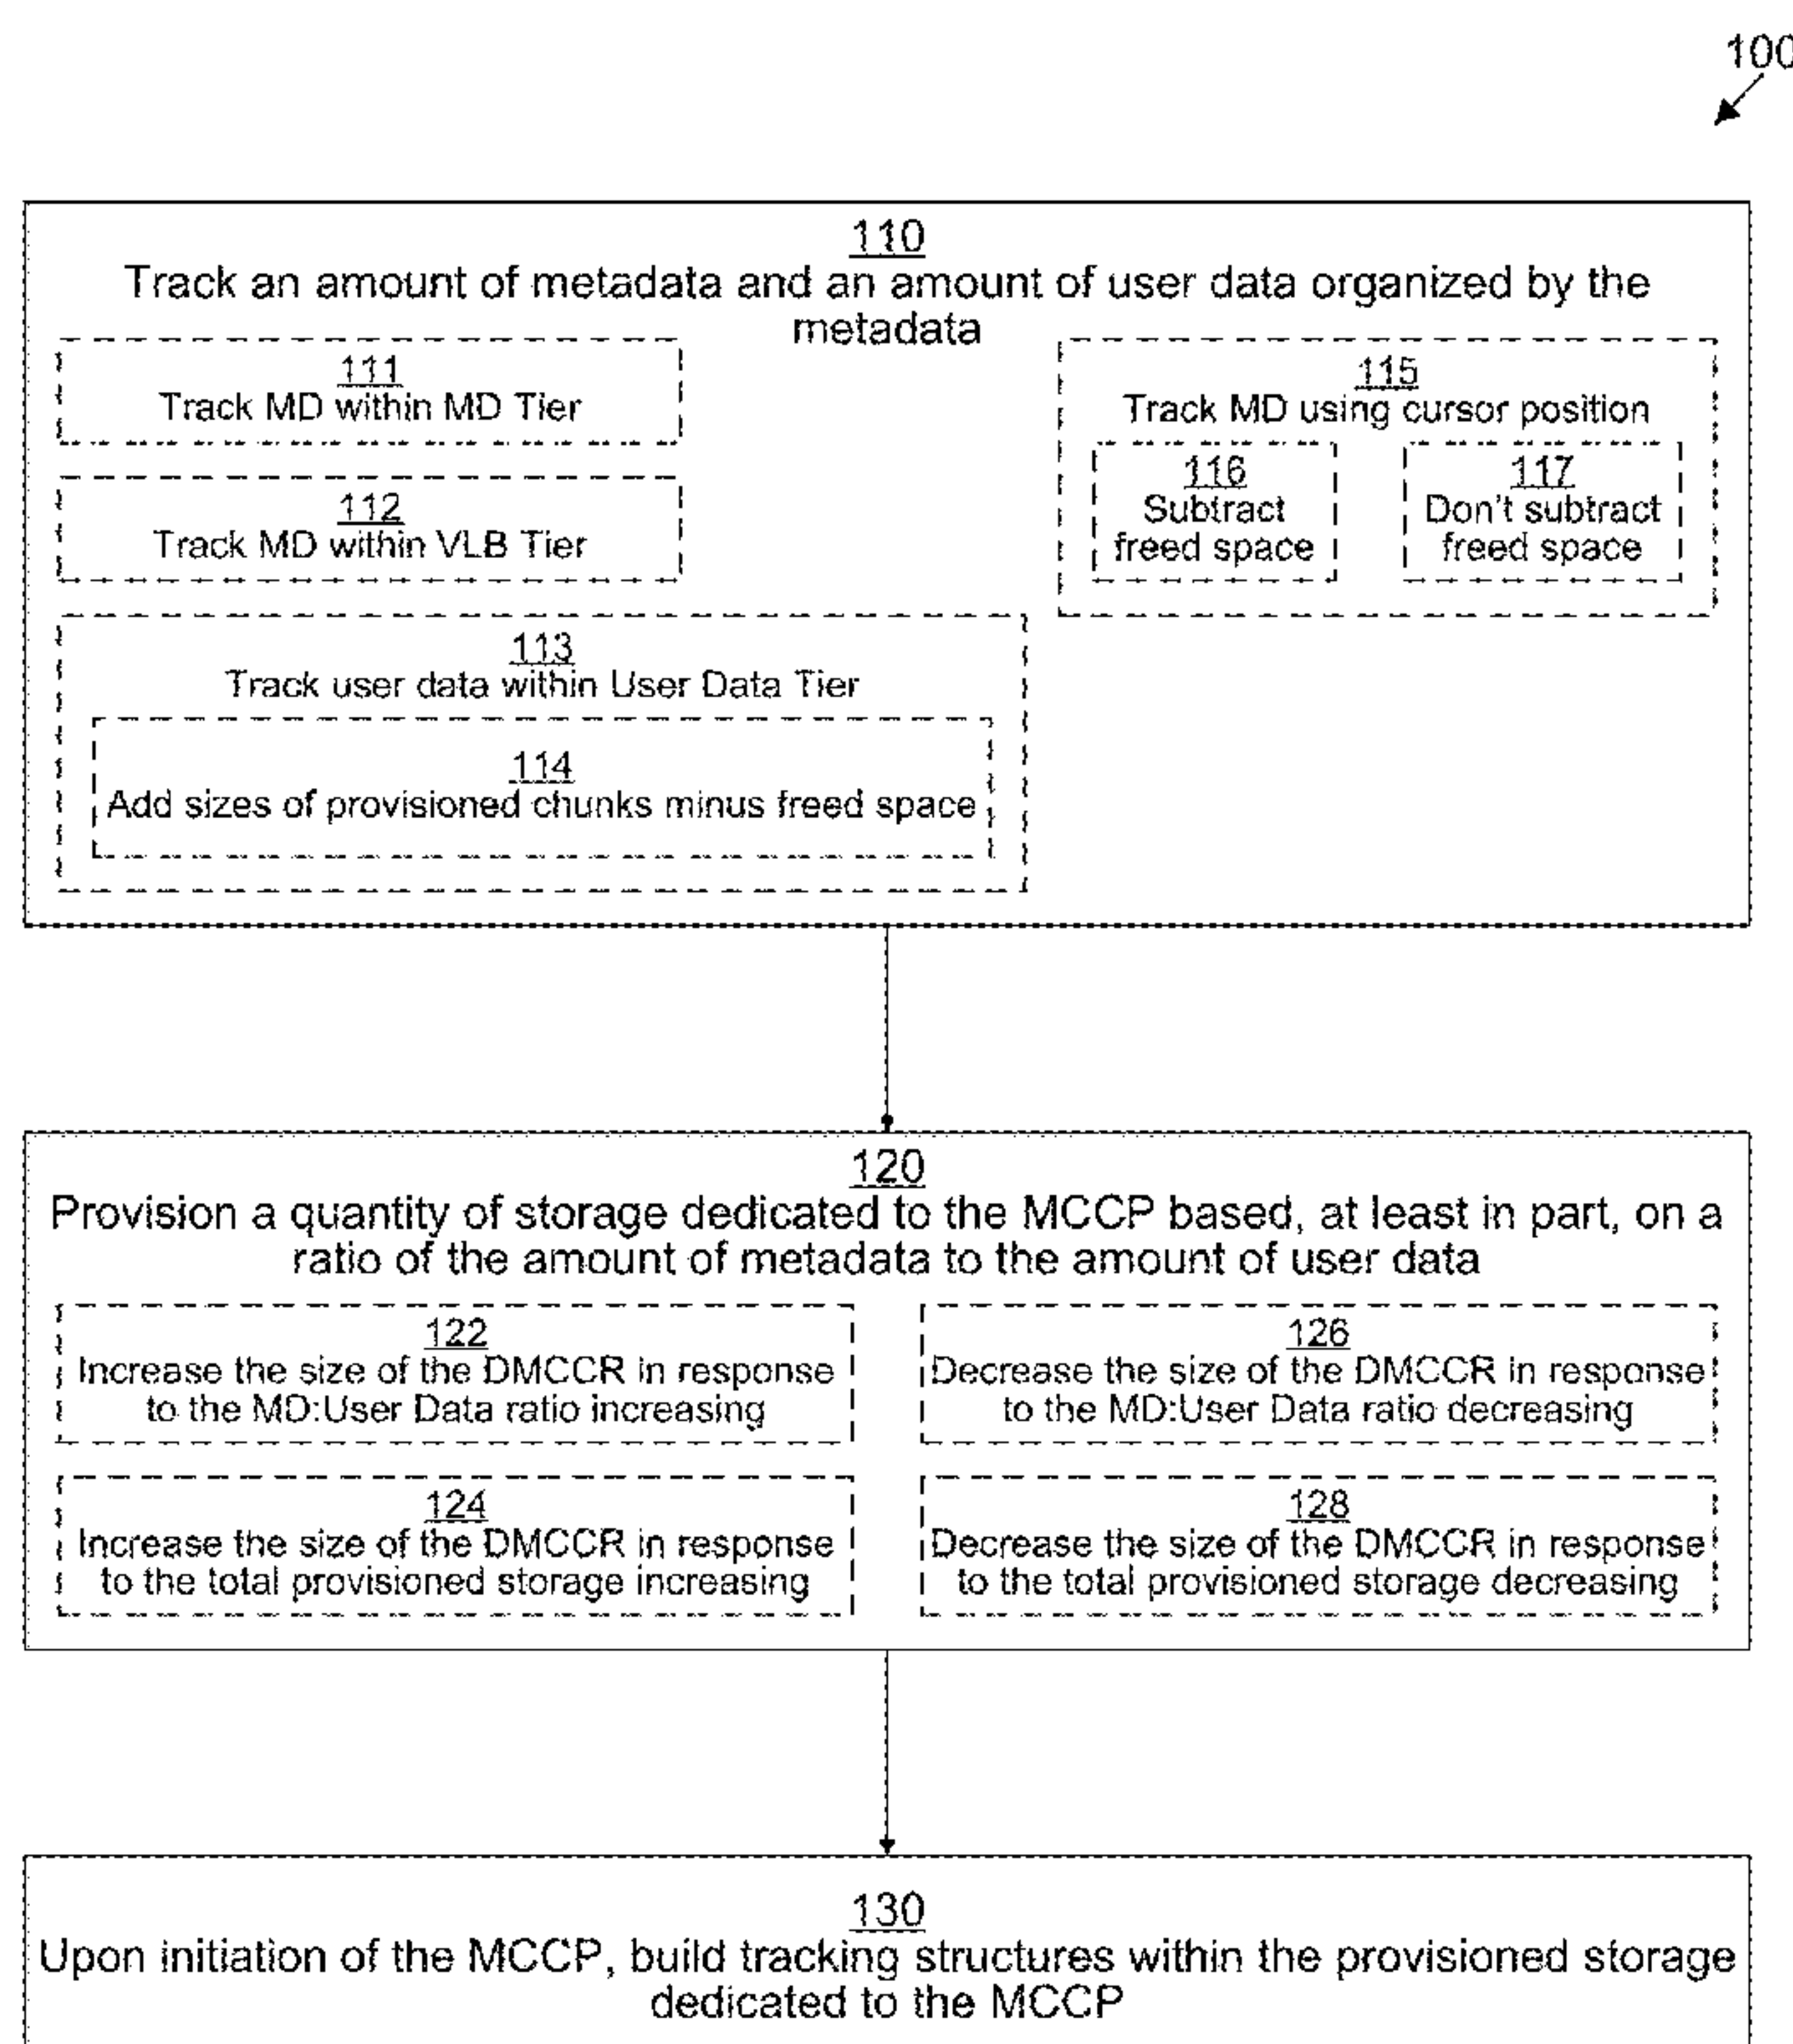 100
110
Track an amount of metadata and an amount of user data organized by the
metadata
111
Track MD within MD Tier
112
Track MD within VLB Tier
113
Track user data within User Data Tier
114
Add sizes of provisioned chunks minus freed space
115
Track MD using cursor position
116
Subtract
freed space
117
Don't subtract
freed space
120
Provision a quantity of storage dedicated to the MCCP based, at least in part, on a
ratio of the amount of metadata to the amount of user data
122
Increase the size of the DMCCR in response
to the MD:User Data ratio increasing
126
Decrease the size of the DMCCR in response
to the MD:User Data ratio decreasing
124
Increase the size of the DMCCR in response
to the total provisioned storage increasing
128
Decrease the size of the DMCCR in response
to the total provisioned storage decreasing
130
Upon initiation of the MCCP, build tracking structures within the provisioned storage
dedicated to the MCCP